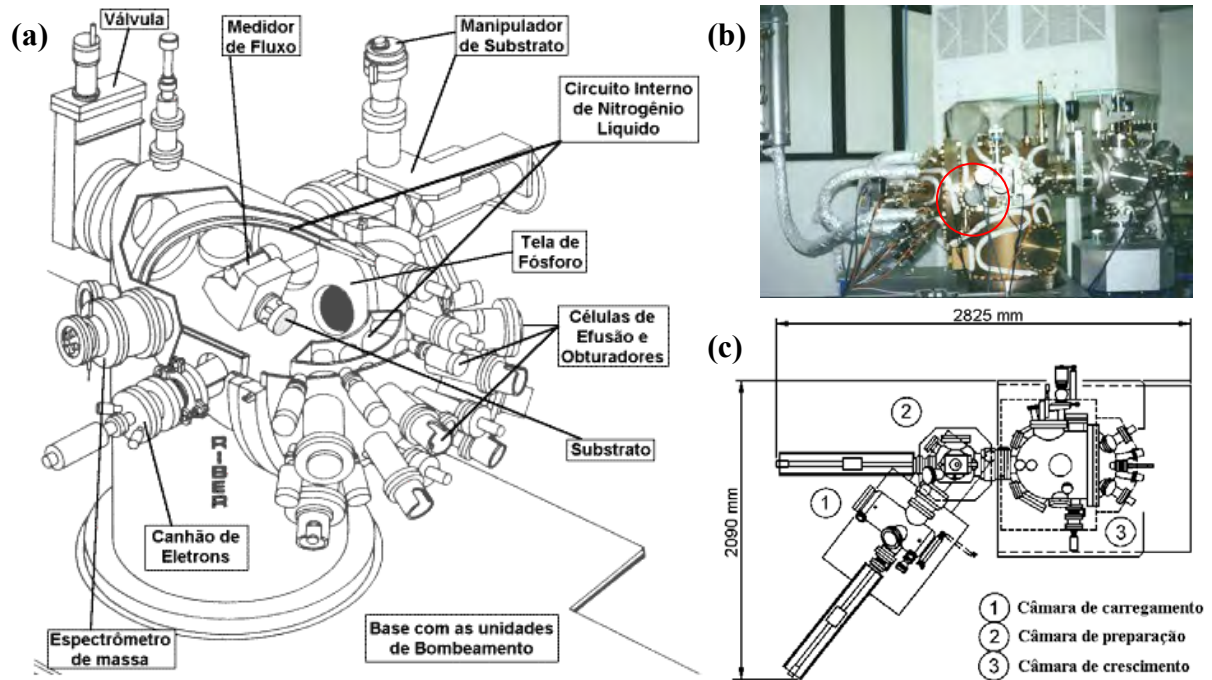 (a)
Válvula
Medidor
de Fluxo
Manipulador
de Substrato
Circuito Interno
de Nitrogênio
Líquido
Tela de
Fósforo
Células de
Efusão e
Obturadores
Substrato
RIBER
Canhão de
Eletrons
Espectrômetro
de massa
Base com as unidades
de Bombeamento
(b)
(c)
2825 mm
2090 mm
1
2
3
1 Câmara de carregamento
2 Câmara de preparação
3 Câmara de crescimento